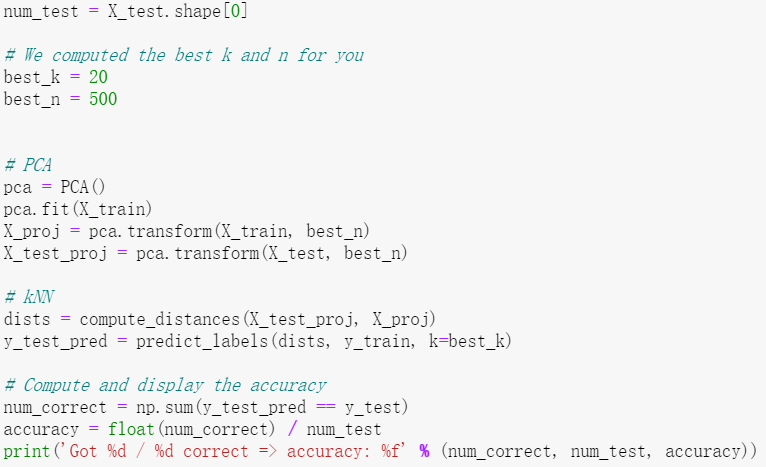 num_test = X_test.shape[0]
# We computed the best k and n for you
best_k = 20
best_n = 500
# PCA
pca = PCA()
pca.fit(X_train)
X_proj = pca.transform(X_train, best_n)
X_test_proj = pca.transform(X_test, best_n)
# kNN
dists = compute_distances(X_test_proj, X_proj)
y_test_pred = predict_labels(dists, y_train, k=best_k)
# Compute and display the accuracy
num_correct = np.sum(y_test_pred == y_test)
accuracy = float(num_correct) / num_test
print('Got %d / %d correct => accuracy: %f' % (num_correct, num_test, accuracy))